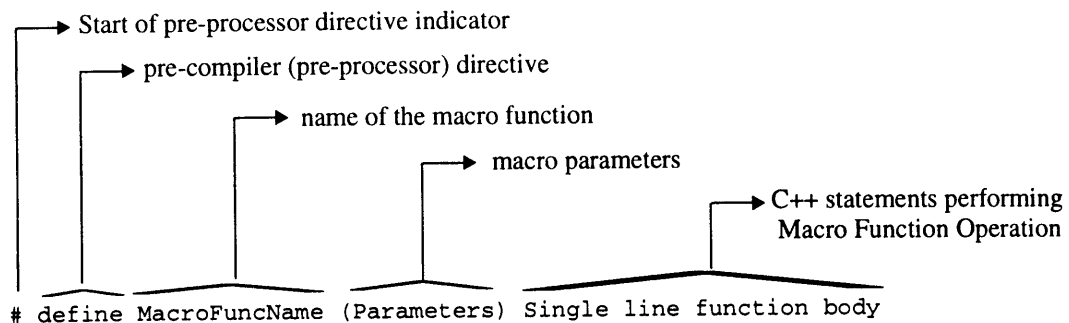 Start of pre-processor directive indicator
pre-compiler (pre-processor) directive
name of the macro function
macro parameters
C++ statements performing
Macro Function Operation
# define MacroFuncName (Parameters) Single line function body